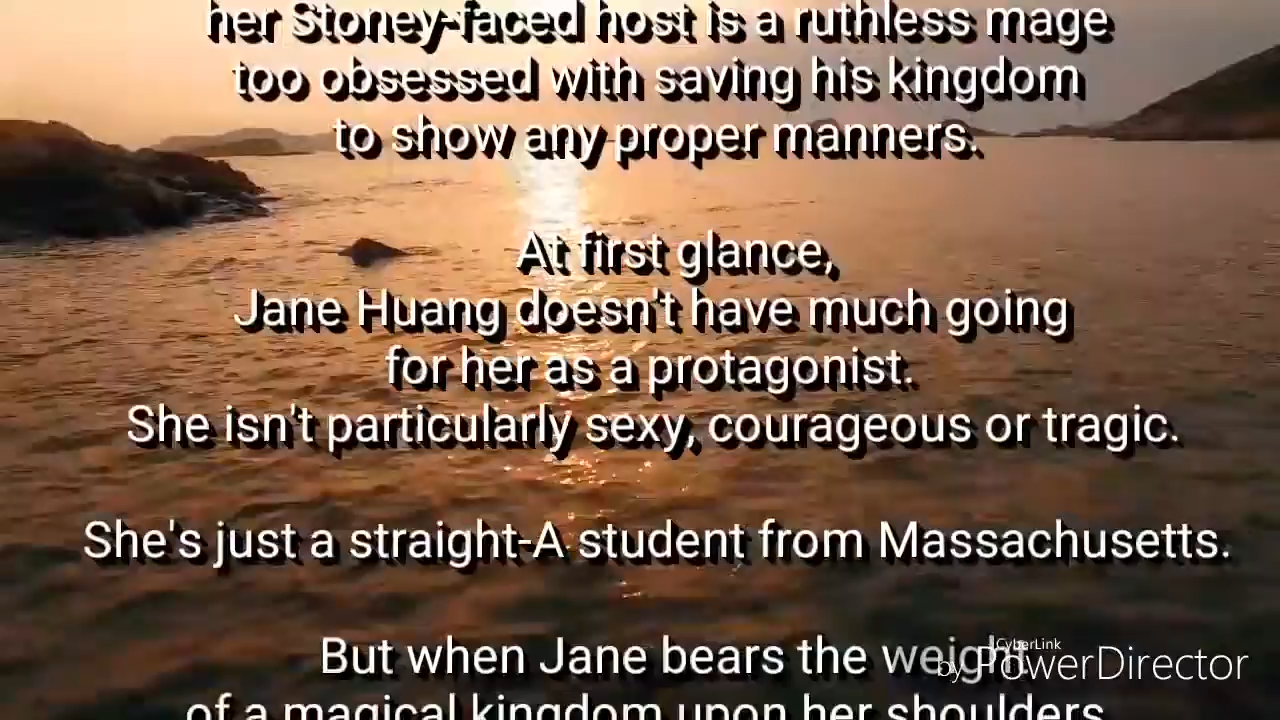 her Stoney-faced host is a ruthless mage
too obsessed with saving his kingdom
to show any proper manners.
At first glance,
Jane Huang doesn't have much going
for her as a protagonist.
She isn't particularly sexy, courageous or tragic.
She's just a straight-A student from Massachusetts.
But when Jane bears the weight
CyberLink
by PowerDirector
of a magical kingdom upon her shoulders